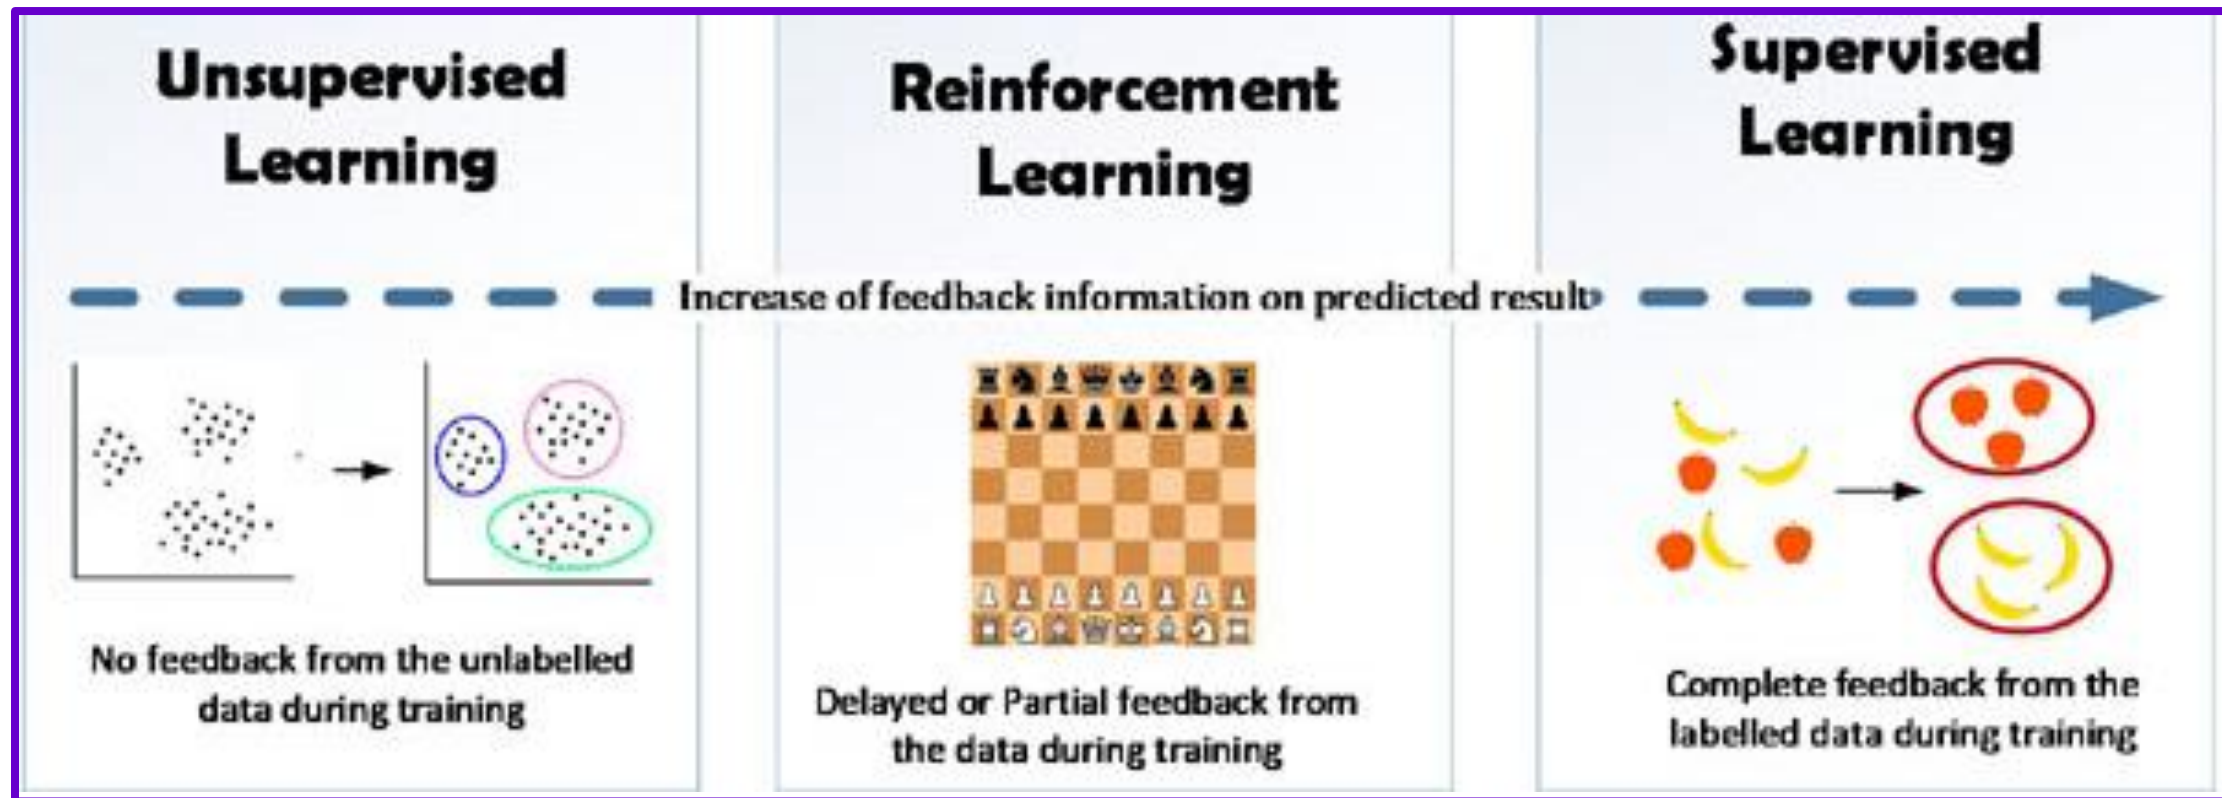 Unsupervised
Learning
Reinforcement
Learning
Supervised
Learning
Increase of feedback information on predicted result
No feedback from the unlabelled
data during training
Delayed or Partial feedback from
the data during training
Complete feedback from the
labelled data during training